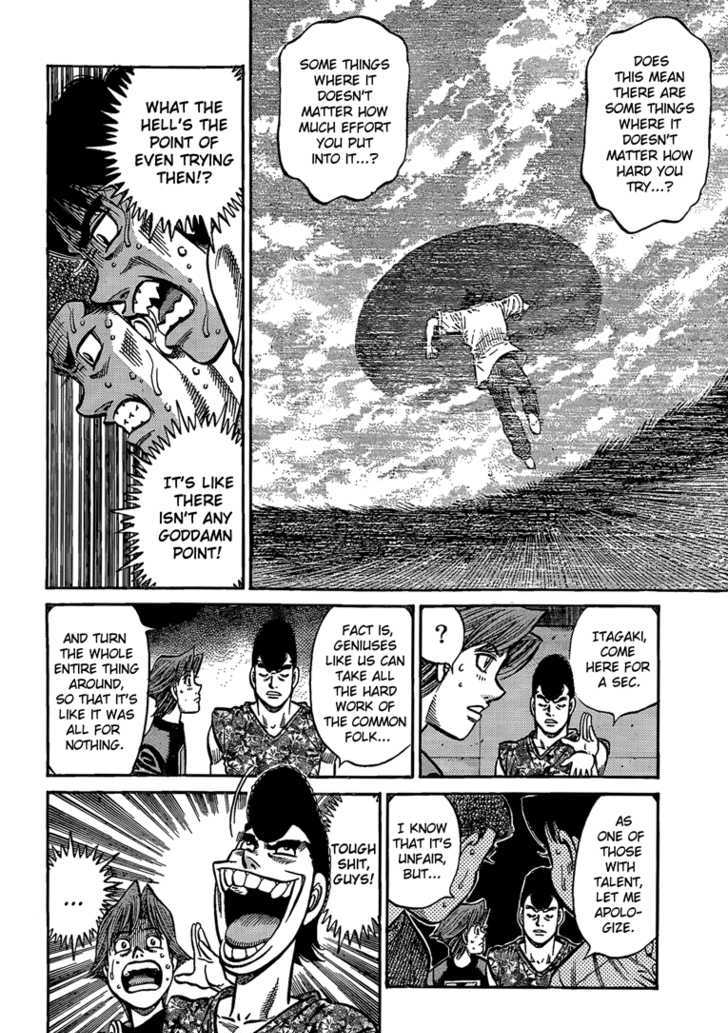 DOES
THIS MEAN
THERE ARE
SOME THINGS
WHERE IT
DOESN'T
MATTER HOW
HARD YOU
TRY...?
SOME THINGS
WHERE IT
DOESN'T
MATTER HOW
MUCH EFFORT
YOU PUT
INTO IT...?
WHAT THE
HELL'S THE
POINT OF
EVEN TRYING
THEN!?
IT'S LIKE
THERE
ISN'T ANY
GODDAMN
POINT!
ITAGAKI,
COME
HERE FOR
A SEC.
?
FACT IS,
GENIUSES
LIKE US CAN
TAKE ALL
THE HARD
WORK OF
THE COMMON
FOLK...
AND TURN
THE WHOLE
ENTIRE THING
AROUND,
SO THAT IT'S
LIKE IT WAS
ALL FOR
NOTHING.
AS
ONE OF
THOSE
WITH
TALENT,
LET ME
APOLO-
GIZE.
I KNOW
THAT IT'S
UNFAIR,
BUT...
TOUGH
SHIT,
GUYS!
...